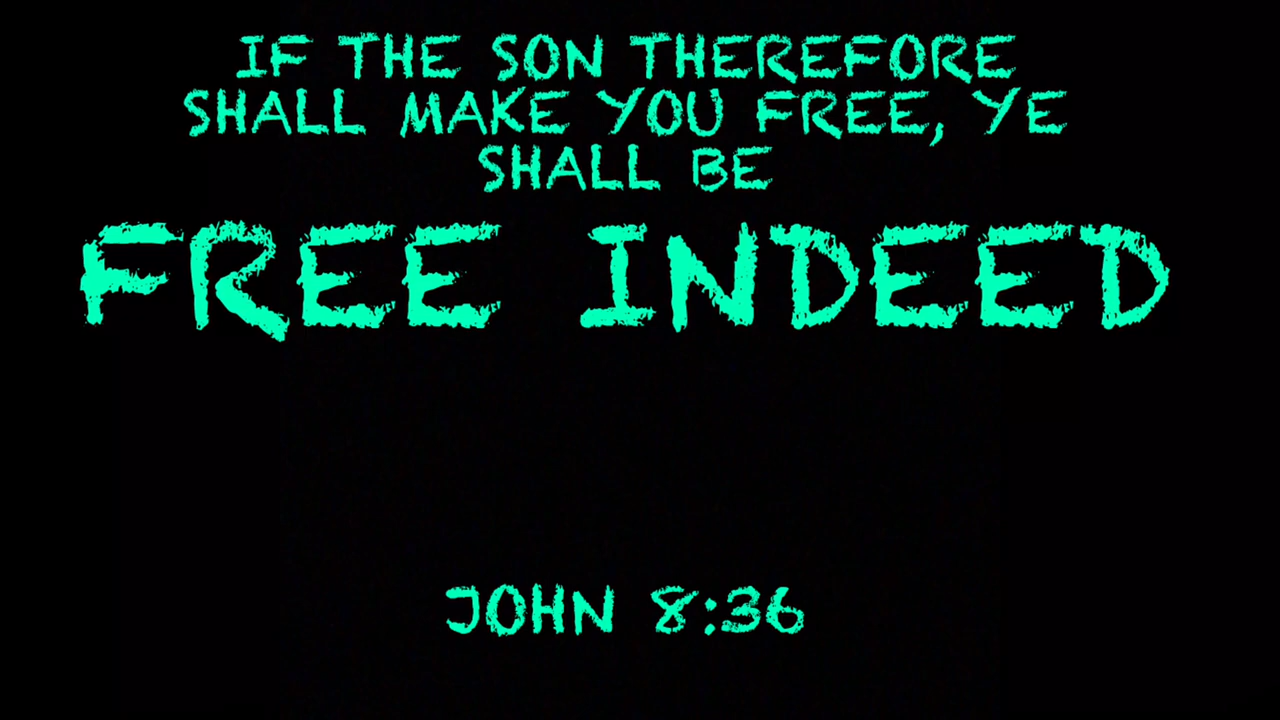 IF THE SON THEREFORE
SHALL MAKE YOU FREE, YE
SHALL BE
FREE INDEED
JOHN 8:36